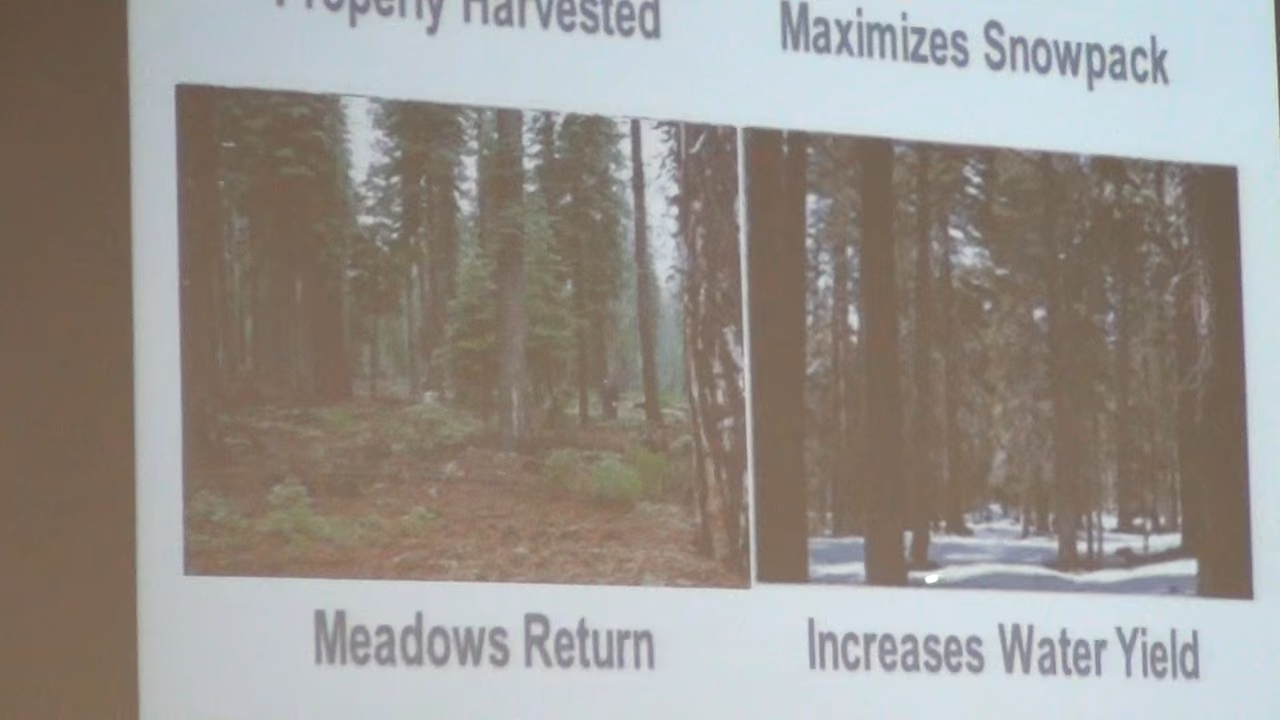 Properly Harvested
Maximizes Snowpack
Meadows Return
Increases Water Yield